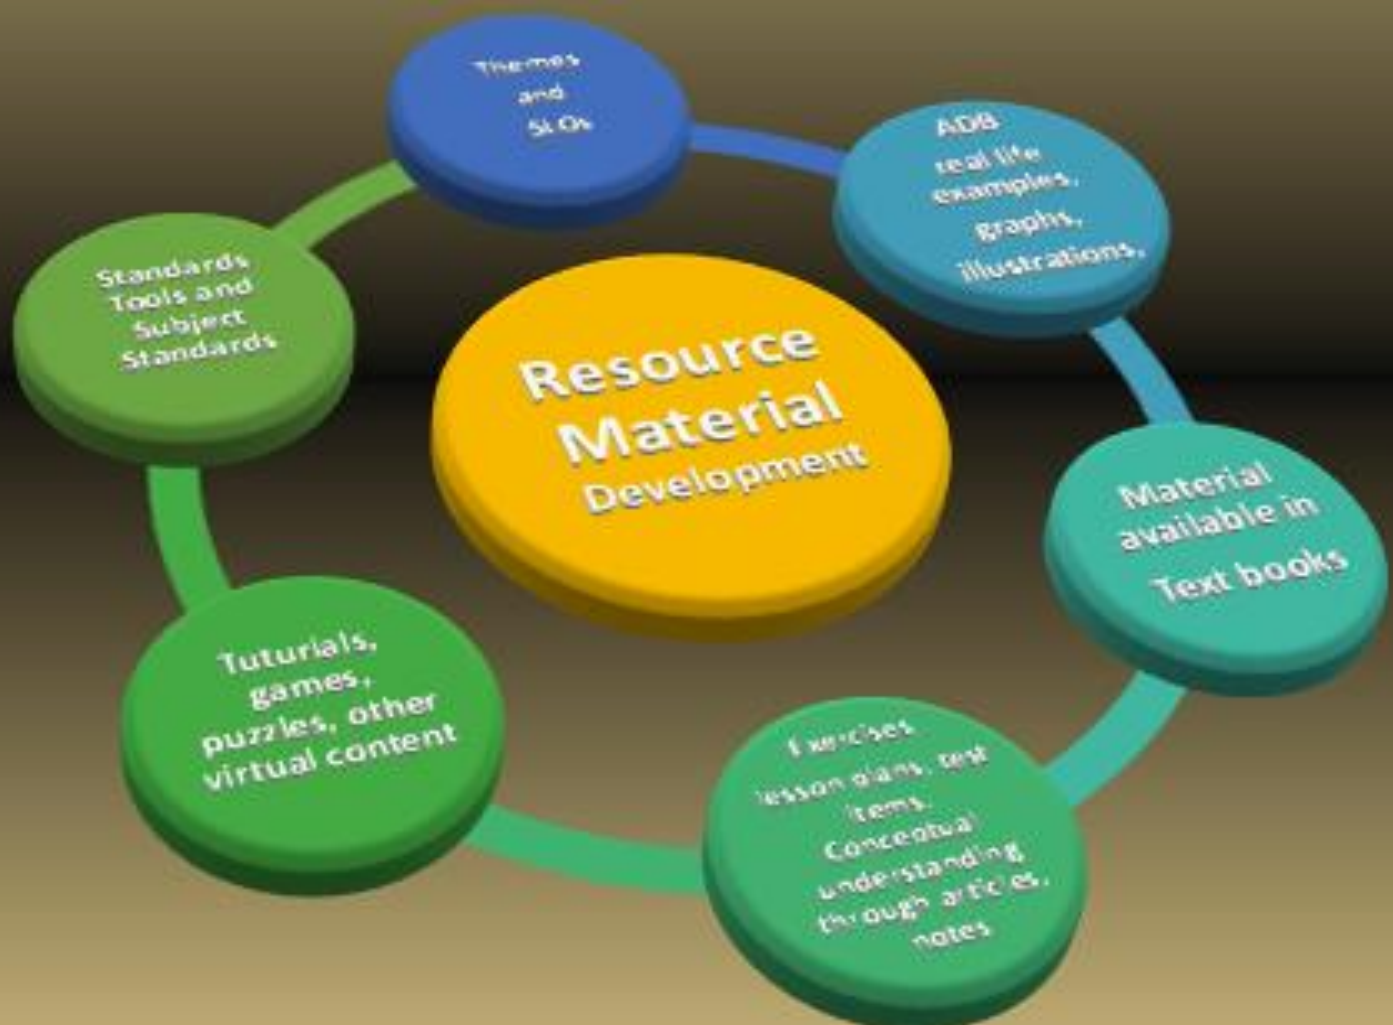 Themes
and
SLOs
ADB
real life
examples,
graphs,
illustrations,
Resource
Material
Development
Material
available in
Text books
Exercises
lesson plans, test
items.
Conceptual
understanding
through articles,
notes
Tuturials,
games,
puzzles, other
virtual content
Standards
Tools and
Subject
Standards